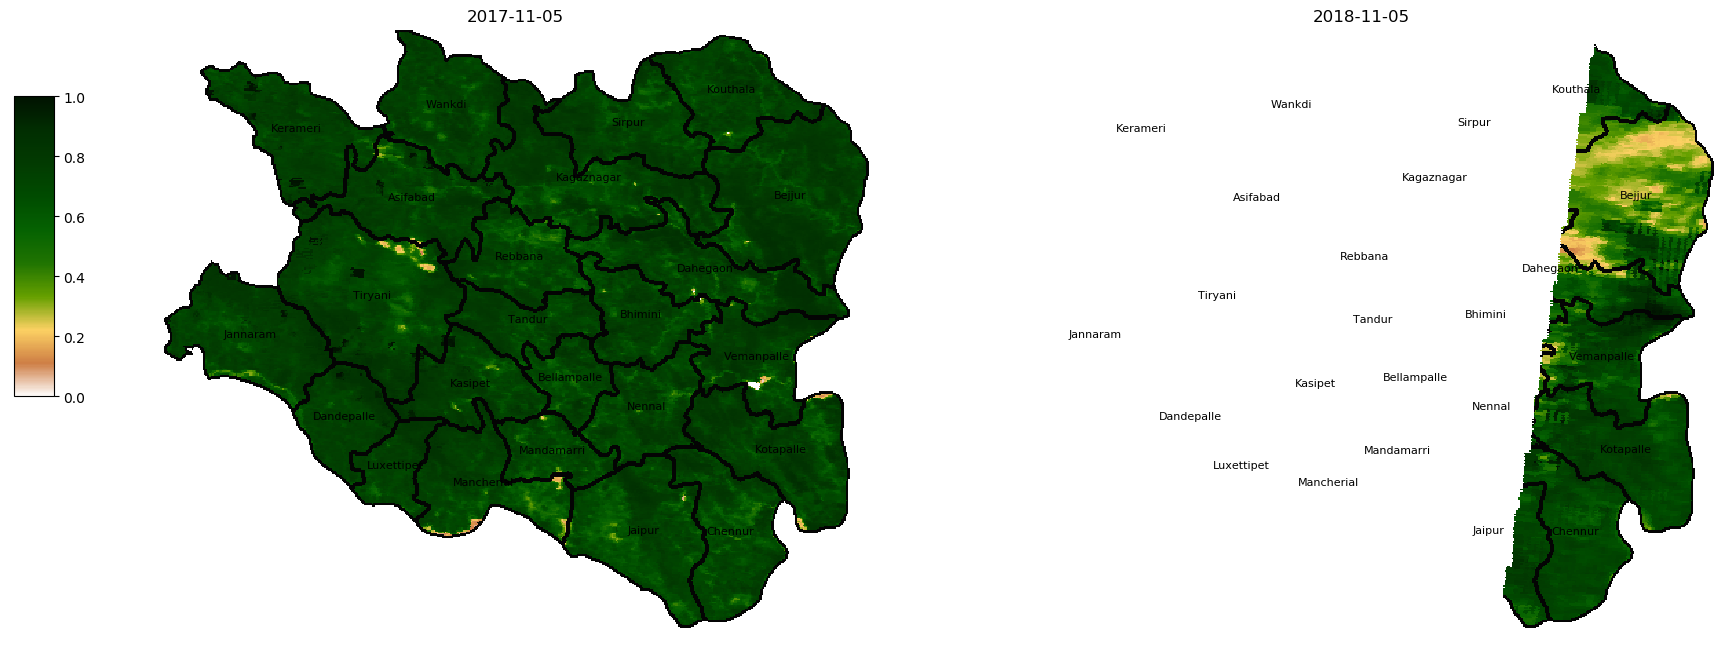 2017-11-05
1.0
0.8
0.6
0.4
0.2
0.0
Kouthala
Wankdi
Sirpur
Kerameri
Kagaznagar
Bejjur
Asifabad
Rebbana
Dahegaon
Tiryani
Bhimini
Tandur
Jannaram
Vemanpalle
Bellampalle
Kasipet
Nennal
Dandepalle
Mandamarri
Kotapalle
Luxettipet
Mancherial
Jaipur
Chennur
2018-11-05
Kouthala
Wankdi
Sirpur
Kerameri
Kagaznagar
Bejjur
Asifabad
Rebbana
Dahegaon
Tiryani
Bhimini
Tandur
Jannaram
Vemanpalle
Bellampalle
Kasipet
Nennal
Dandepalle
Mandamarri
Kotapalle
Luxettipet
Mancherial
Jaipur
Chennur